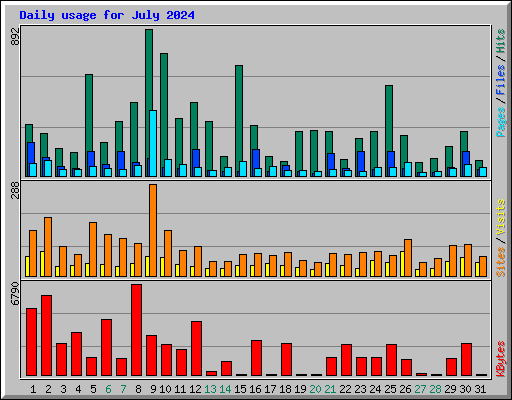 Daily usage for July 2024
892
Pages / Files / Hits
288
Sites / Visits
6790
KBytes
1 2 3 4 5 6 7 8 9 10 11 12 13 14 15 16 17 18 19 20 21 22 23 24 25 26 27 28 29 30 31